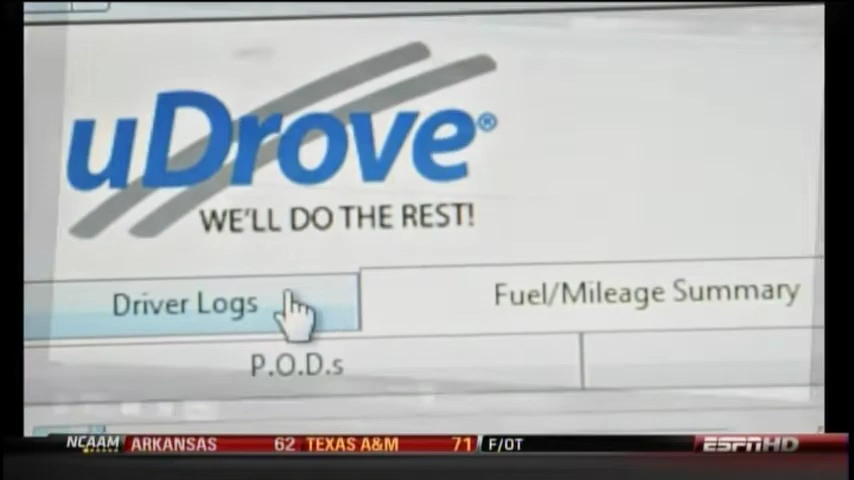 uDrove®
WE'LL DO THE REST!
Driver Logs
Fuel/Mileage Summary
P.O.D.s
NCAAM ARKANSAS 62 TEXAS A&M 71 F/OT ESPNHD